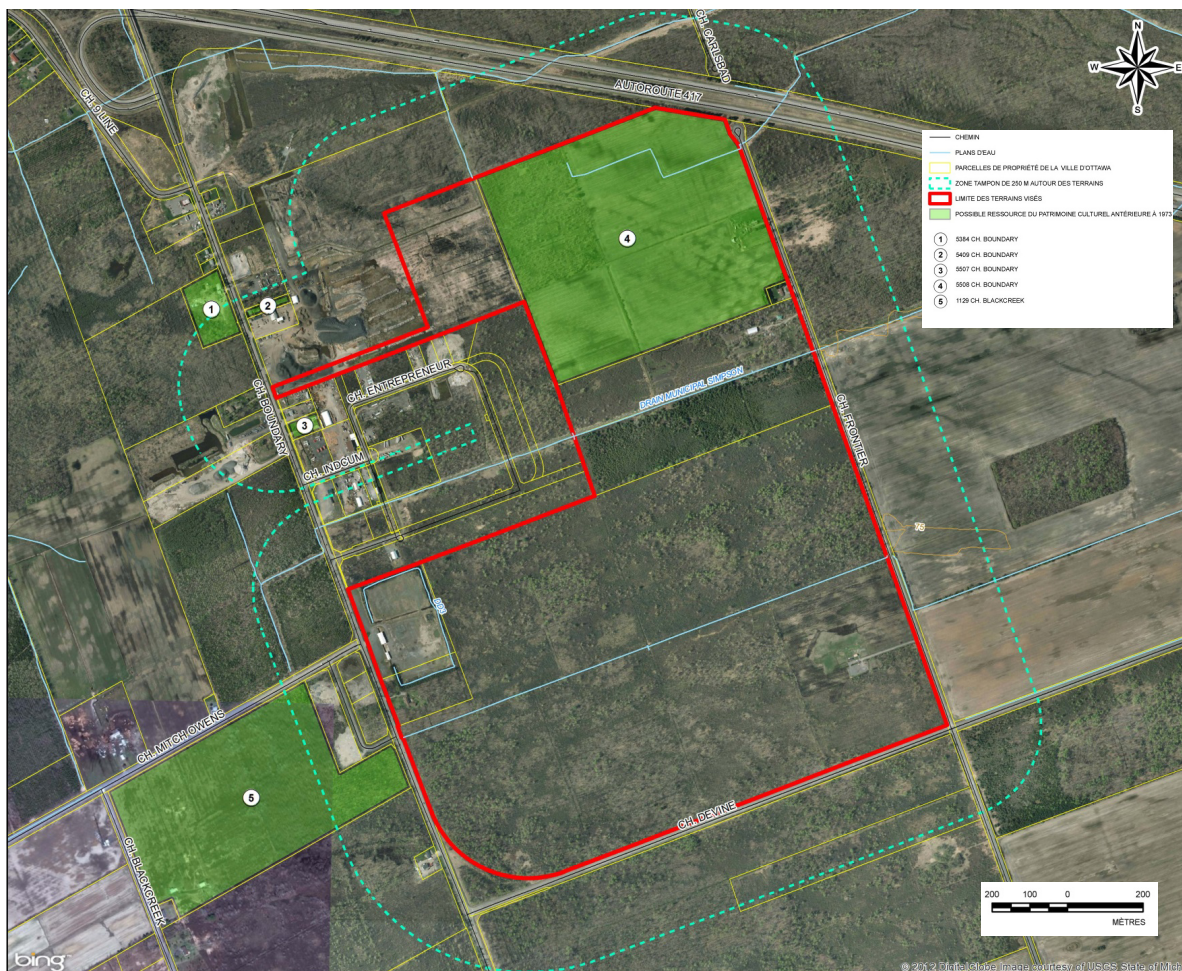 CH. CARLSBAD
AUTOROUTE 417
N
W
E
S
CH. 9 LINE
CHEMIN
PLANS D'EAU
PARCELLES DE PROPRIÉTÉ DE LA VILLE D'OTTAWA
ZONE TAMPON DE 250 M AUTOUR DES TERRAINS
LIMITE DES TERRAINS VISÉS
POSSIBLE RESSOURCE DU PATRIMOINE CULTUREL ANTÉRIEURE À 1973
1 5384 CH. BOUNDARY
2 5409 CH. BOUNDARY
3 5507 CH. BOUNDARY
4 5508 CH. BOUNDARY
5 1129 CH. BLACKCREEK
4
1
2
CH. ENTREPRENEUR
DRAIN MUNICIPAL SIMPSON
CH. BOUNDARY
CH. FRONTIER
3
CH. INDCUM
75
CH. MITCH OWENS
5
CH. DEVINE
CH. BLACKCREEK
200 100 0 200
MÈTRES
bing
© 2012 DigitalGlobe Image courtesy of USGS State of Mich